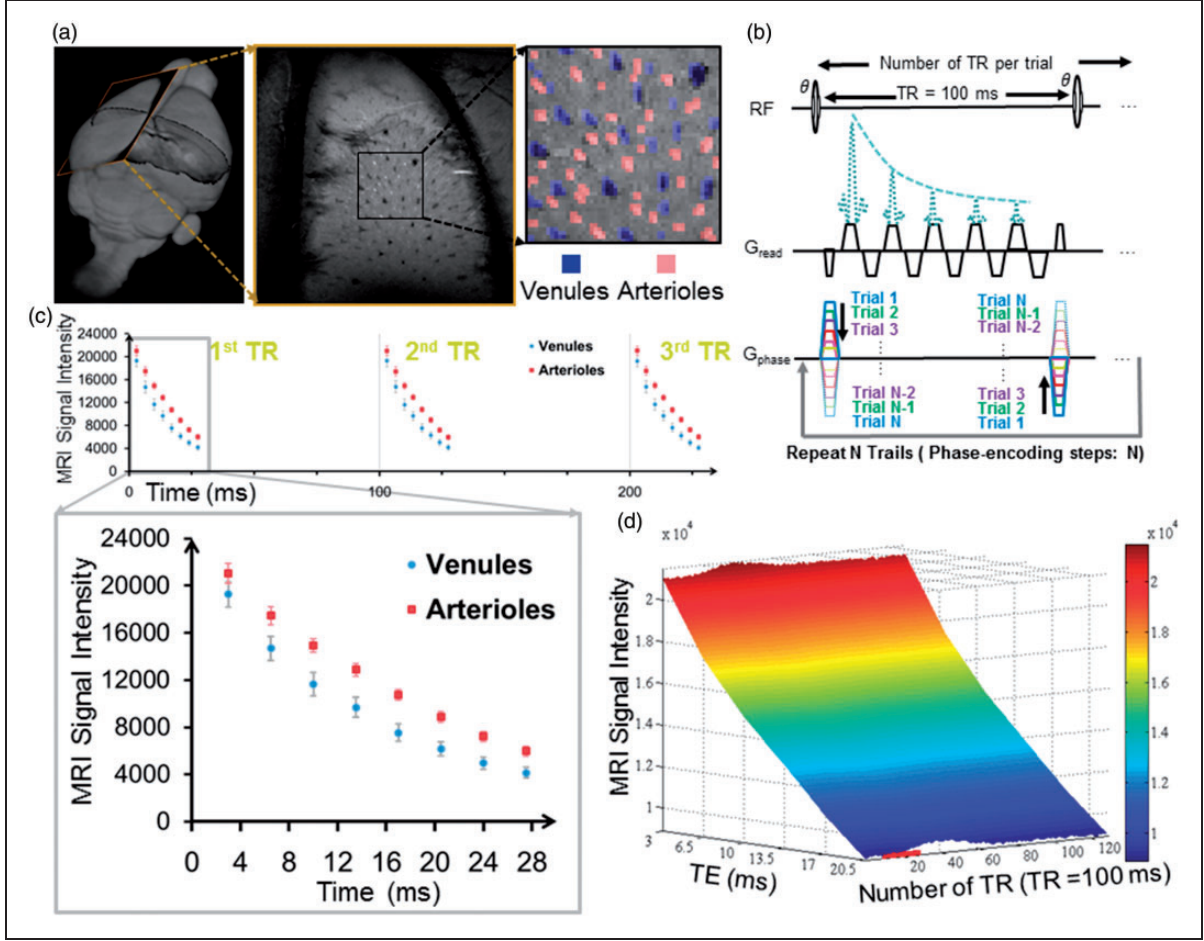 (a)
Venules Arterioles
(b)
Number of TR per trial
θ
TR = 100 ms
θ
RF
...
Gread
...
Trial 1
Trial 2
Trial 3
Trial N-2
Trial N-1
Trial N
Trial N
Trial N-1
Trial N-2
Trial 3
Trial 2
Trial 1
Gphase
...
Repeat N Trails ( Phase-encoding steps: N)
(c)
MRI Signal Intensity
24000
20000
16000
12000
8000
4000
0
1st TR
2nd TR
3rd TR
Venules
Arterioles
0
100
200
Time (ms)
MRI Signal Intensity
24000
20000
16000
12000
8000
4000
0
Venules
Arterioles
0 4 8 12 16 20 24 28
Time (ms)
(d)
x 10^4
MRI Signal Intensity
2
1.8
1.6
1.4
1.2
1
3
6.5
10
13.5
17
20.5
TE (ms)
20 40 60 80 100 120
Number of TR (TR =100 ms)
x 10^4
2
1.8
1.6
1.4
1.2
1